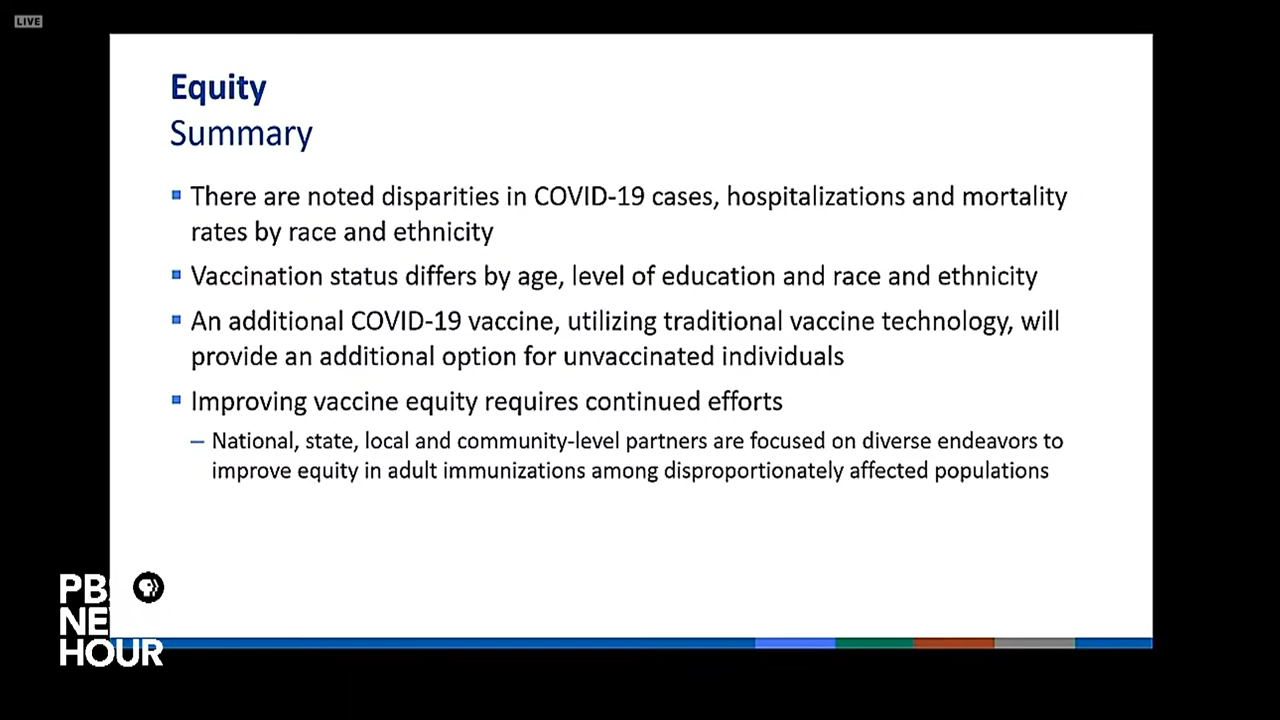 LIVE
Equity
Summary
There are noted disparities in COVID-19 cases, hospitalizations and mortality
rates by race and ethnicity
Vaccination status differs by age, level of education and race and ethnicity
An additional COVID-19 vaccine, utilizing traditional vaccine technology, will
provide an additional option for unvaccinated individuals
Improving vaccine equity requires continued efforts
– National, state, local and community-level partners are focused on diverse endeavors to
improve equity in adult immunizations among disproportionately affected populations
PB
NE
HOUR